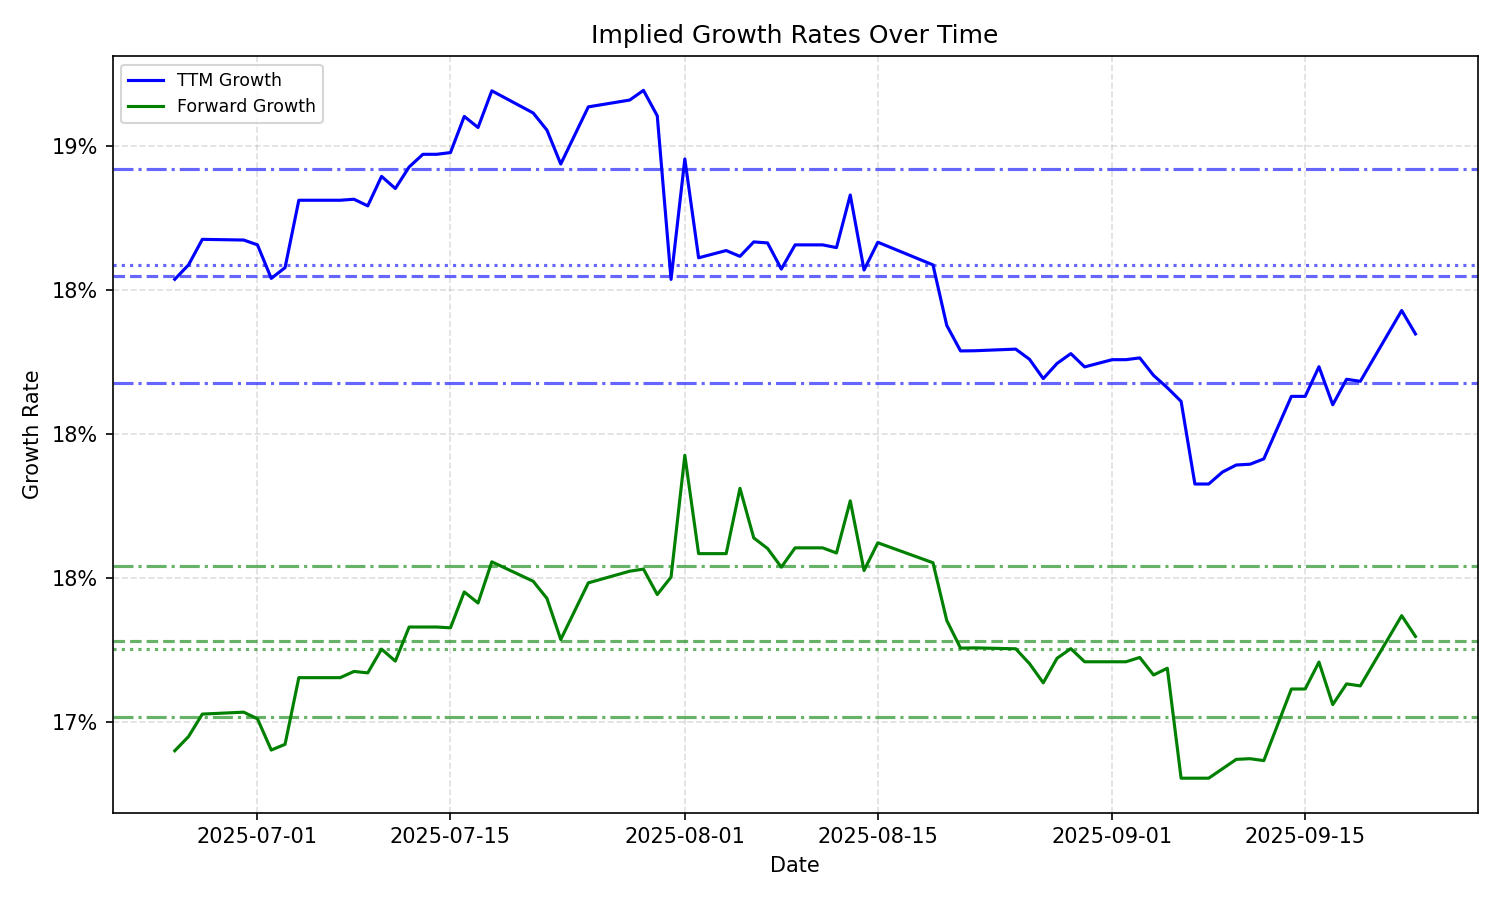 Implied Growth Rates Over Time
TTM Growth
Forward Growth
19%
18%
18%
18%
17%
Growth Rate
2025-07-01
2025-07-15
2025-08-01
2025-08-15
2025-09-01
2025-09-15
Date